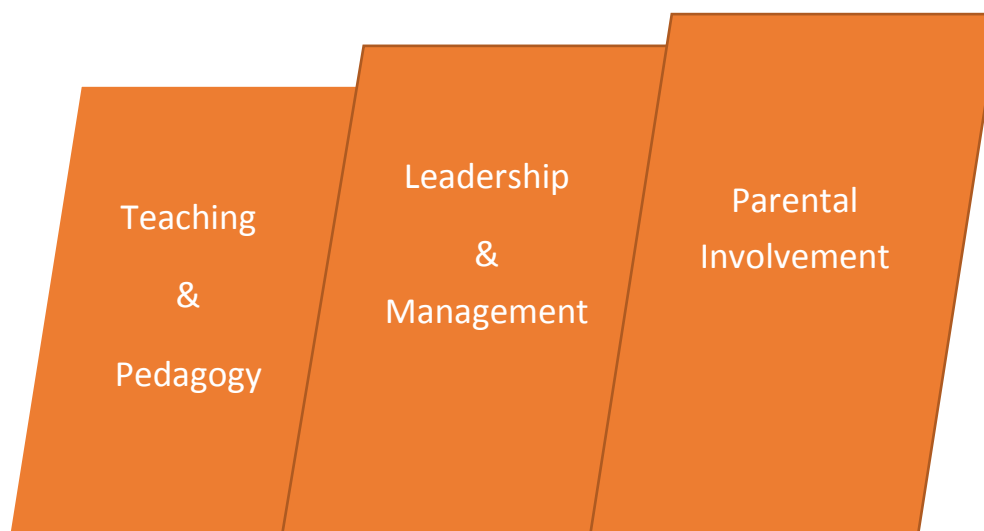 Teaching
&
Pedagogy
Leadership
&
Management
Parental
Involvement